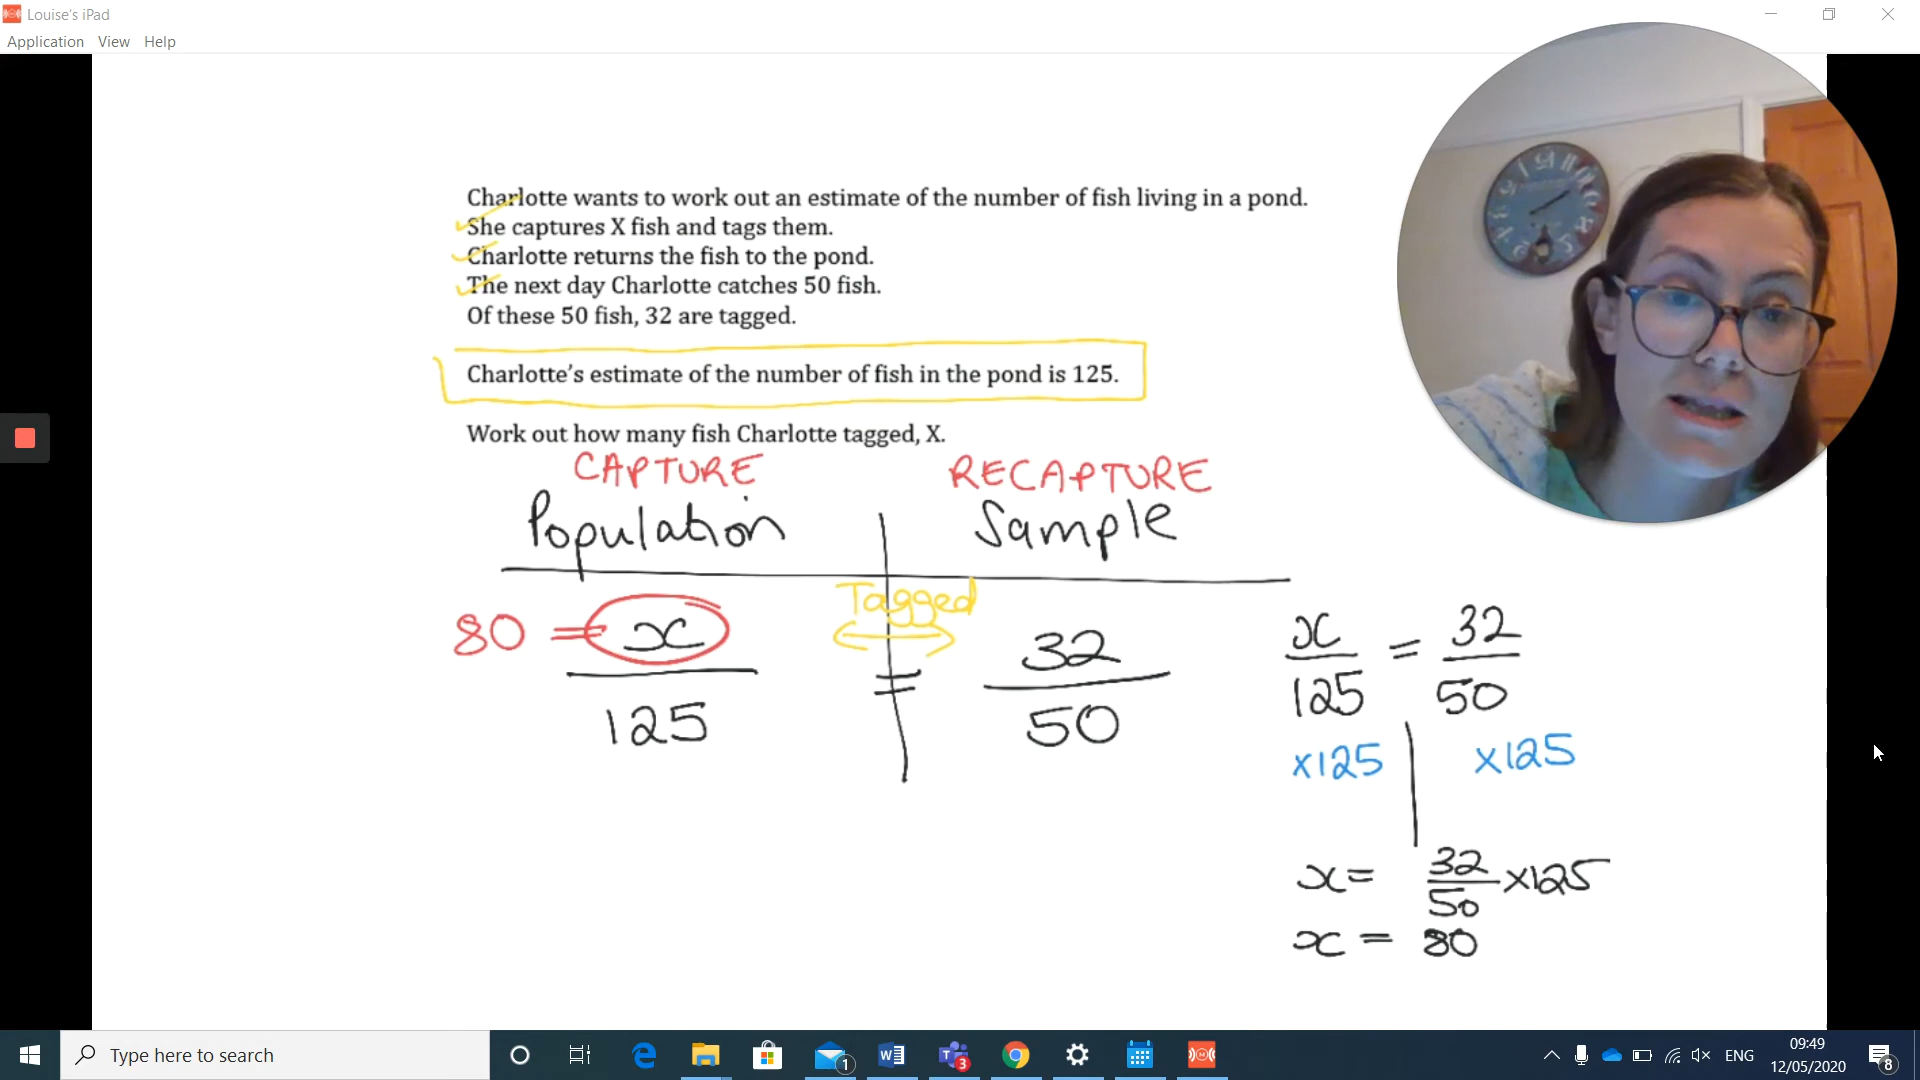 Louise's iPad
Application View Help
Charlotte wants to work out an estimate of the number of fish living in a pond.
She captures X fish and tags them.
Charlotte returns the fish to the pond.
The next day Charlotte catches 50 fish.
Of these 50 fish, 32 are tagged.
Charlotte's estimate of the number of fish in the pond is 125.
Work out how many fish Charlotte tagged, X.
CAPTURE RECAPTURE
Population Sample
Tagged
80 = x 32
=
125 50
x = 32
125 50
x125 x125
x = 32 x125
50
x = 80
Type here to search
1
3
ENG
09:49
12/05/2020
8